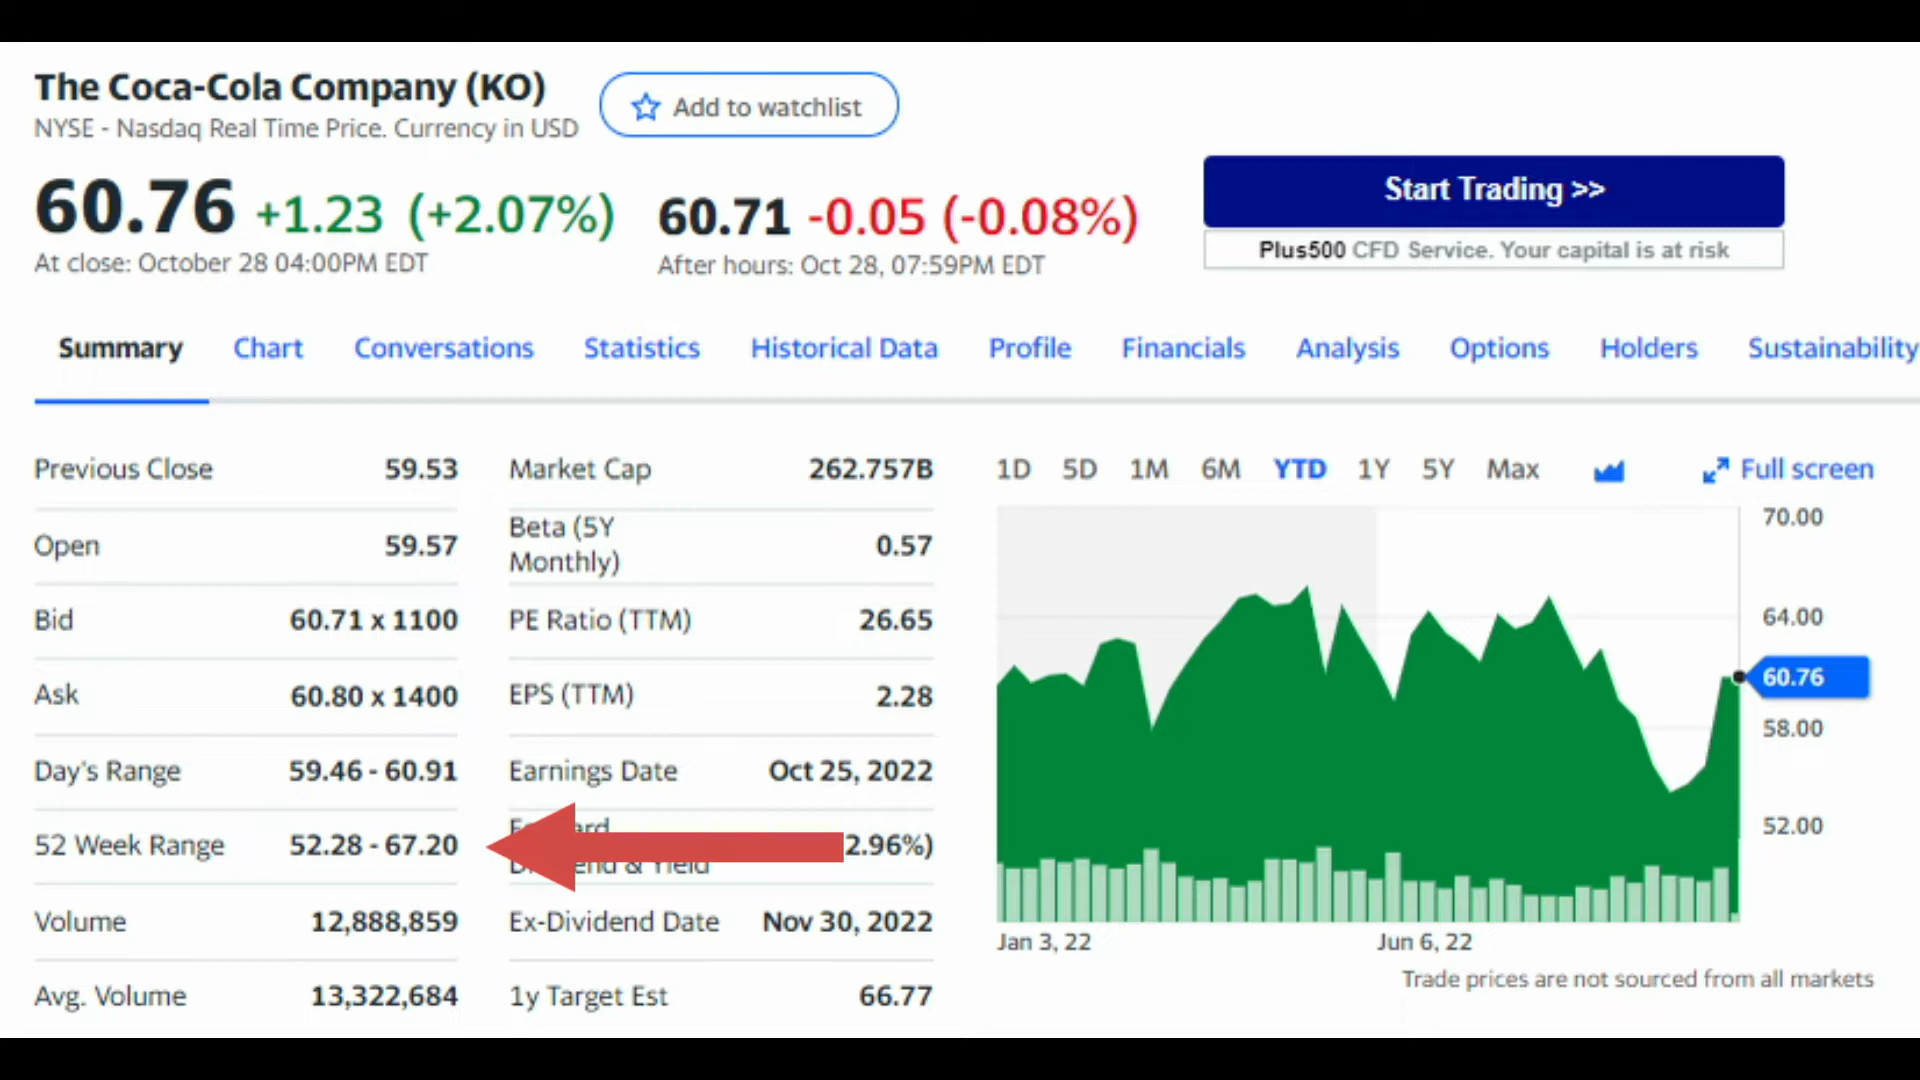 The Coca-Cola Company (KO)
Add to watchlist
NYSE - Nasdaq Real Time Price. Currency in USD
60.76 +1.23 (+2.07%)
At close: October 28 04:00PM EDT
60.71 -0.05 (-0.08%)
After hours: Oct 28, 07:59PM EDT
Start Trading >>
Plus500 CFD Service. Your capital is at risk
Summary Chart Conversations Statistics Historical Data Profile Financials Analysis Options Holders Sustainability
Previous Close 59.53
Open 59.57
Bid 60.71 x 1100
Ask 60.80 x 1400
Day's Range 59.46 - 60.91
52 Week Range 52.28 - 67.20
Volume 12,888,859
Avg. Volume 13,322,684
Market Cap 262.757B
Beta (5Y
Monthly) 0.57
PE Ratio (TTM) 26.65
EPS (TTM) 2.28
Earnings Date Oct 25, 2022
2.96%)
& Yield
Ex-Dividend Date Nov 30, 2022
1y Target Est 66.77
1D 5D 1M 6M YTD 1Y 5Y Max Full screen
70.00
64.00
60.76
58.00
52.00
Jan 3, 22 Jun 6, 22
Trade prices are not sourced from all markets